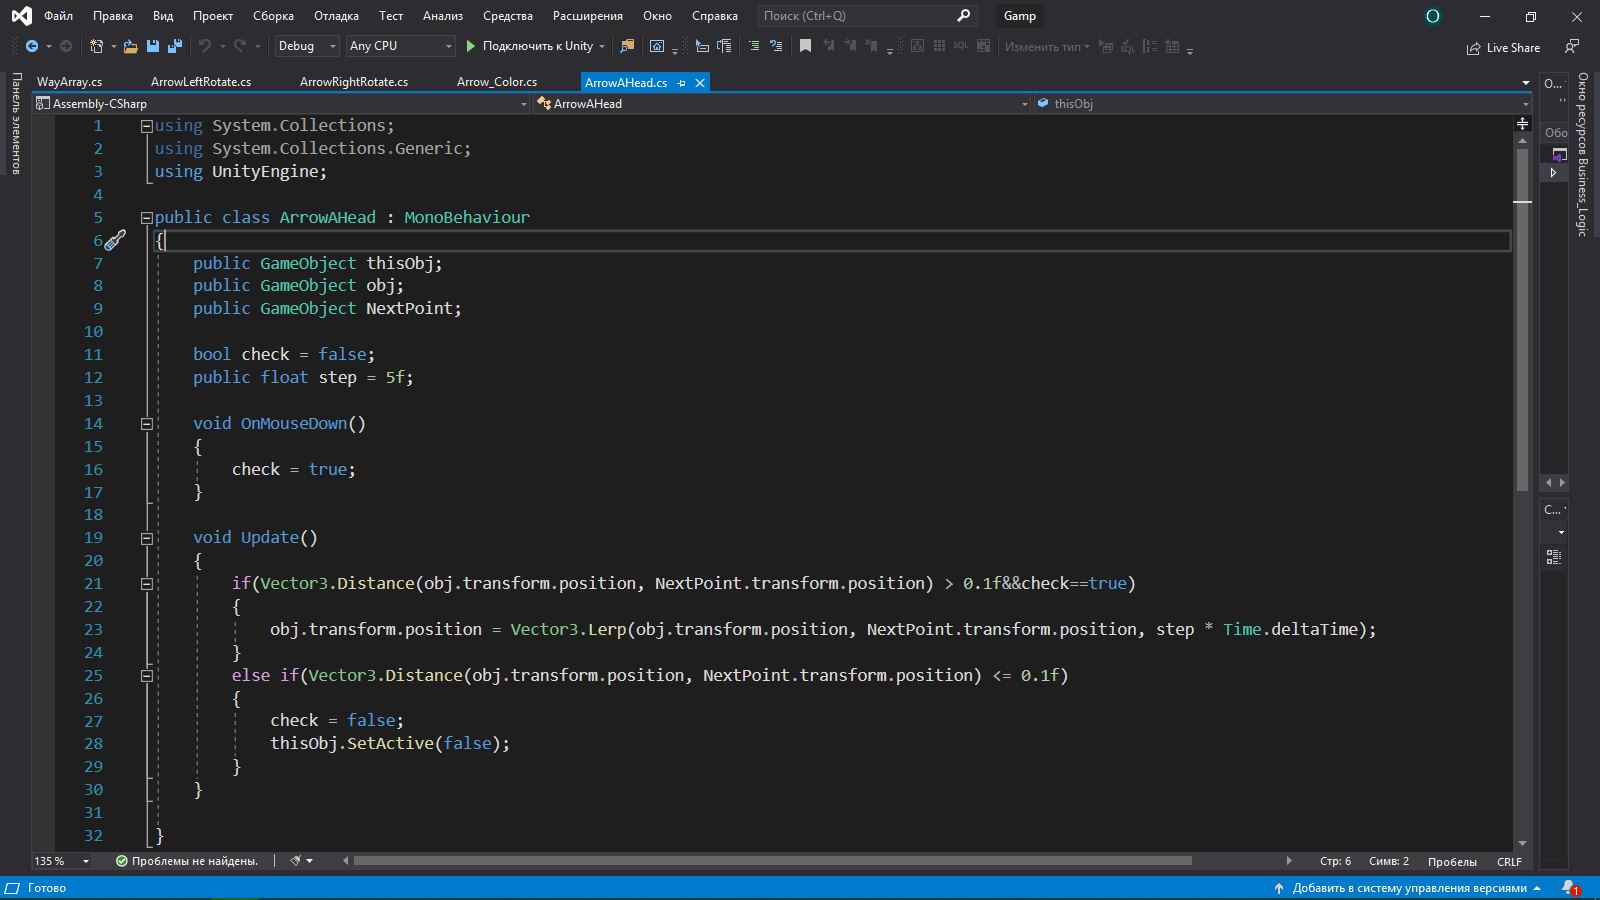 Файл Правка Вид Проект Сборка Отладка Тест Анализ Средства Расширения Окно Справка Поиск (Ctrl+Q) Gamp O
Debug Any CPU Подключить к Unity SQL Изменить тип SQL Live Share
WayArray.cs ArrowLeftRotate.cs ArrowRightRotate.cs Arrow_Color.cs ArrowAHead.cs
Assembly-CSharp ArrowAHead thisObj
Панель элементов
1 using System.Collections;
2 using System.Collections.Generic;
3 using UnityEngine;
4
5 public class ArrowAHead : MonoBehaviour
6 {
7 public GameObject thisObj;
8 public GameObject obj;
9 public GameObject NextPoint;
10
11 bool check = false;
12 public float step = 5f;
13
14 void OnMouseDown()
15 {
16 check = true;
17 }
18
19 void Update()
20 {
21 if(Vector3.Distance(obj.transform.position, NextPoint.transform.position) > 0.1f&&check==true)
22 {
23 obj.transform.position = Vector3.Lerp(obj.transform.position, NextPoint.transform.position, step * Time.deltaTime);
24 }
25 else if(Vector3.Distance(obj.transform.position, NextPoint.transform.position) <= 0.1f)
26 {
27 check = false;
28 thisObj.SetActive(false);
29 }
30 }
31
32 }
О...
Обо
С...
Окно ресурсов Business_Logic
135 % Проблемы не найдены. Стр: 6 Симв: 2 Пробелы CRLF
Готово Добавить в систему управления версиями 1